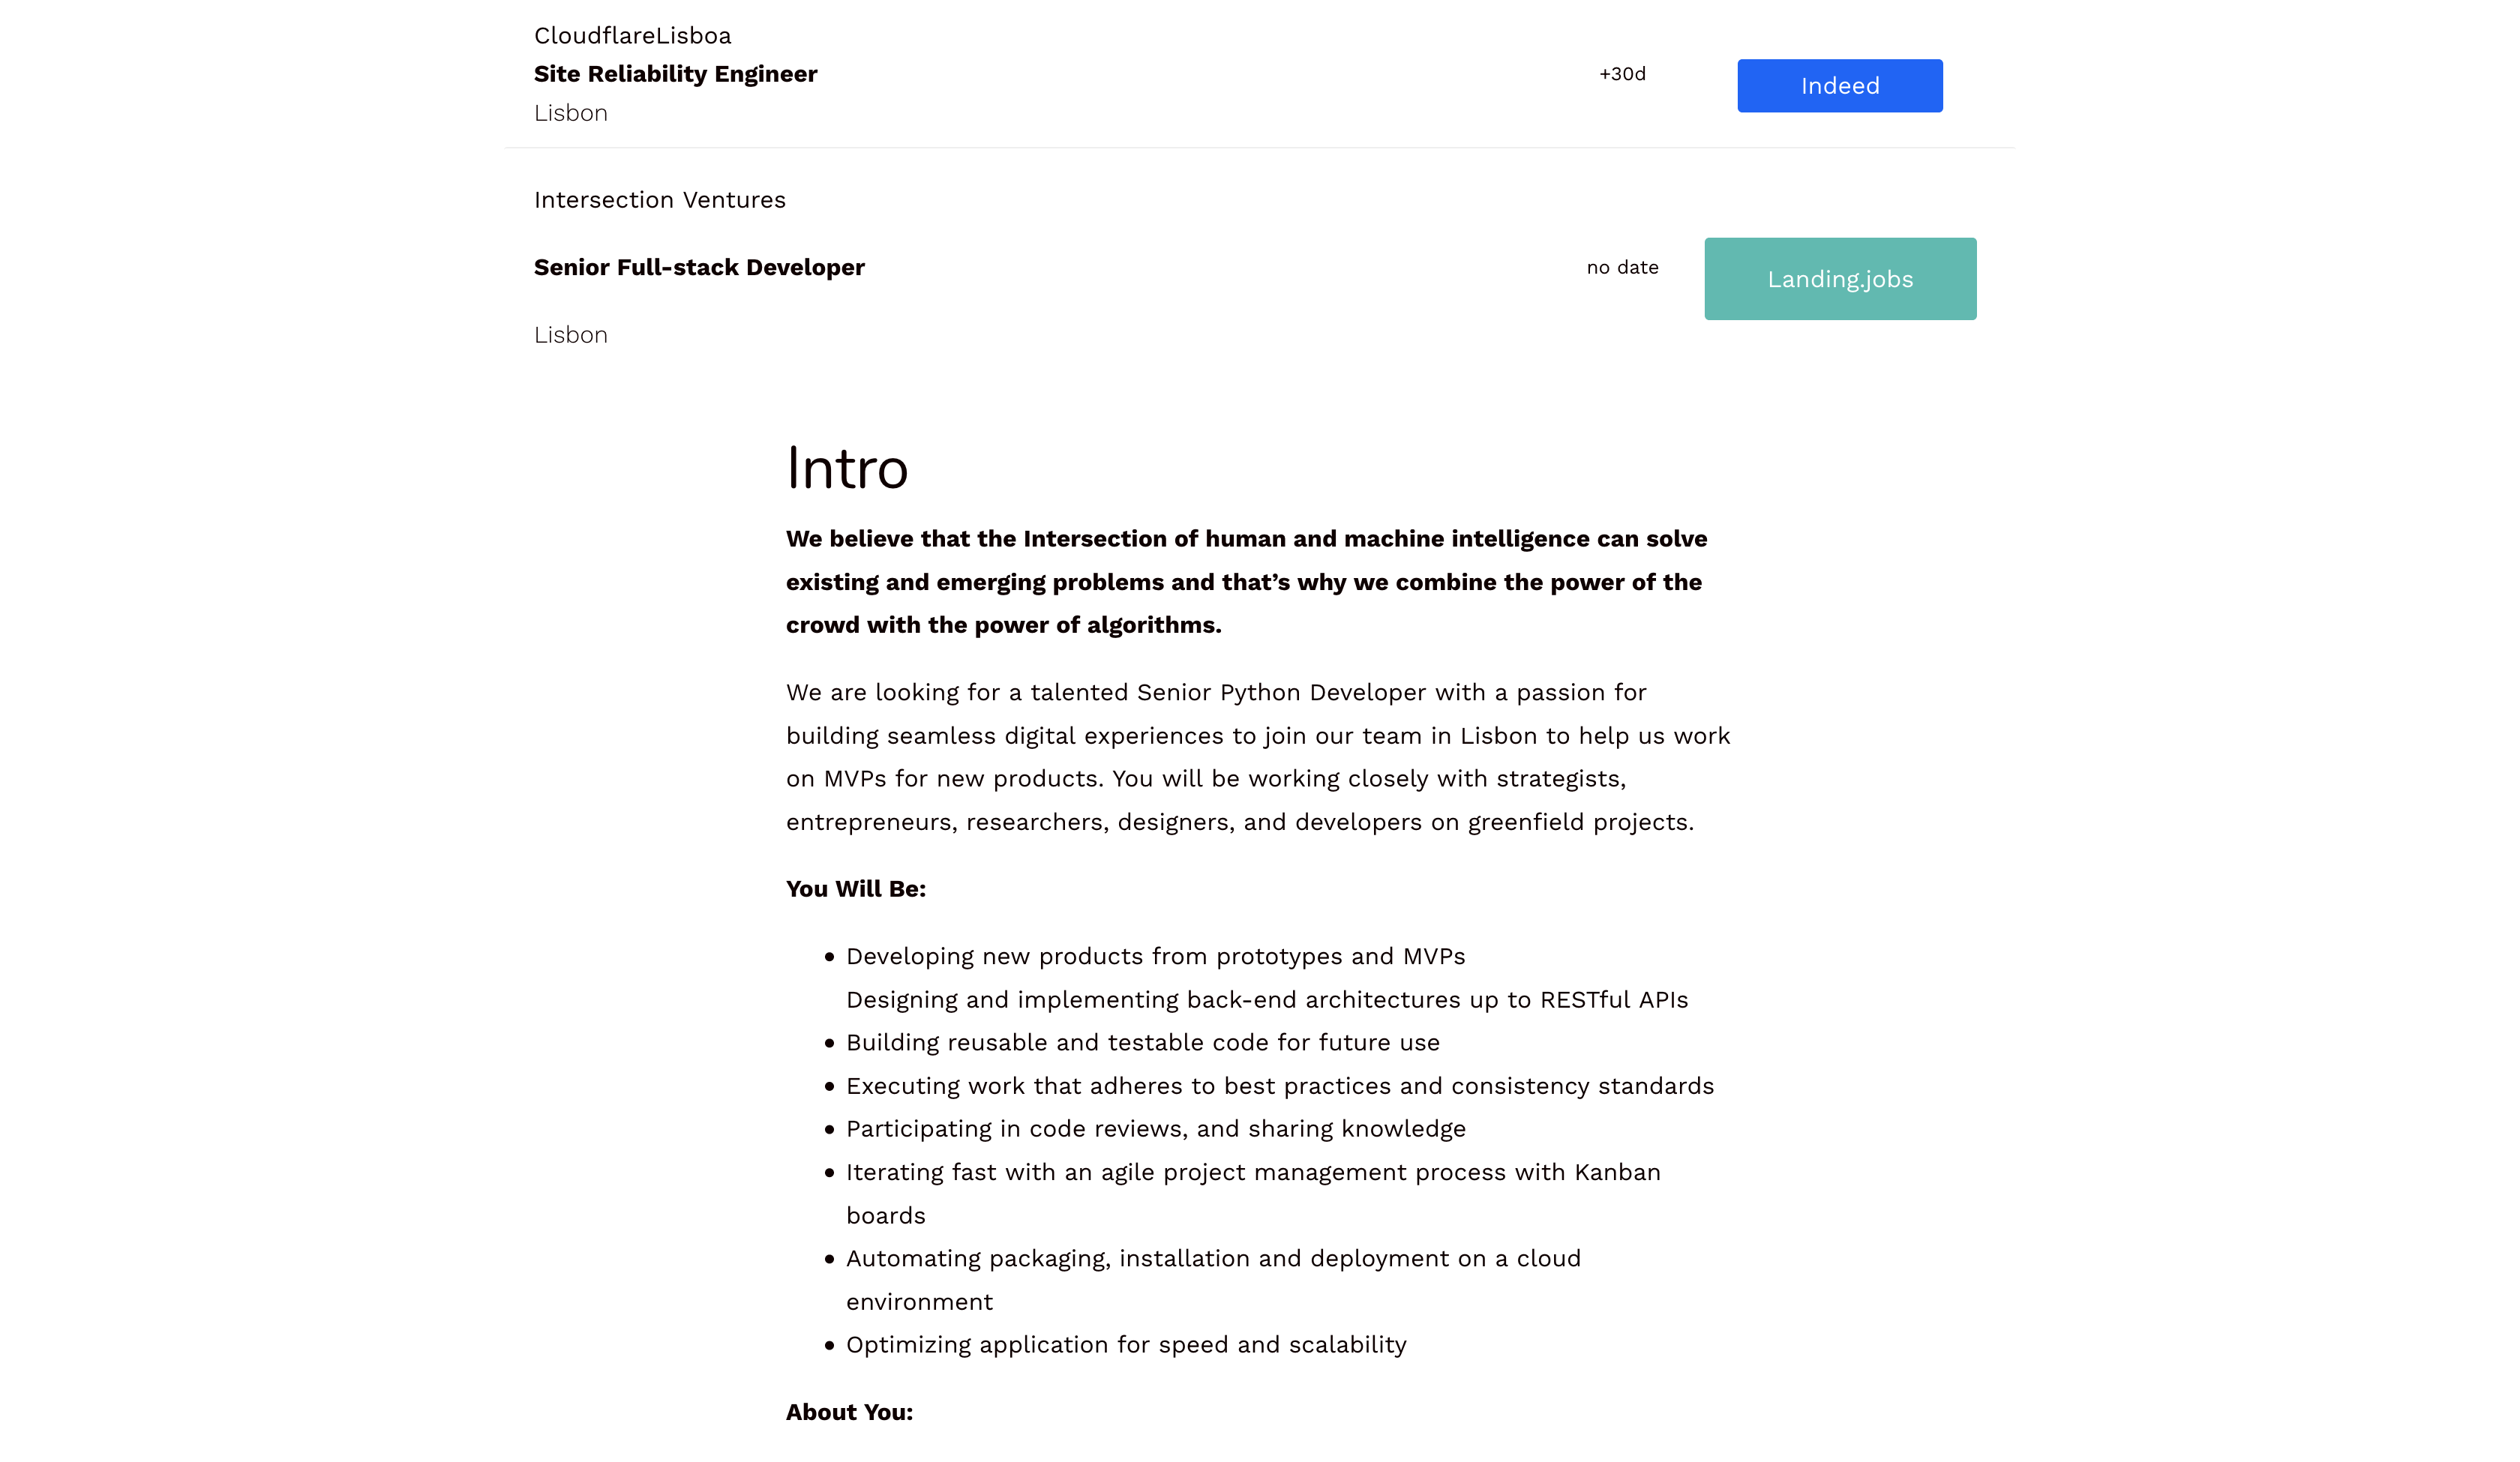 CloudflareLisboa
Site Reliability Engineer
+30d
Indeed
Lisbon
Intersection Ventures
Senior Full-stack Developer
no date
Landing.jobs
Lisbon
Intro
We believe that the Intersection of human and machine intelligence can solve
existing and emerging problems and that’s why we combine the power of the
crowd with the power of algorithms.
We are looking for a talented Senior Python Developer with a passion for
building seamless digital experiences to join our team in Lisbon to help us work
on MVPs for new products. You will be working closely with strategists,
entrepreneurs, researchers, designers, and developers on greenfield projects.
You Will Be:
• Developing new products from prototypes and MVPs
Designing and implementing back-end architectures up to RESTful APIs
• Building reusable and testable code for future use
• Executing work that adheres to best practices and consistency standards
• Participating in code reviews, and sharing knowledge
• Iterating fast with an agile project management process with Kanban
boards
• Automating packaging, installation and deployment on a cloud
environment
• Optimizing application for speed and scalability
About You: